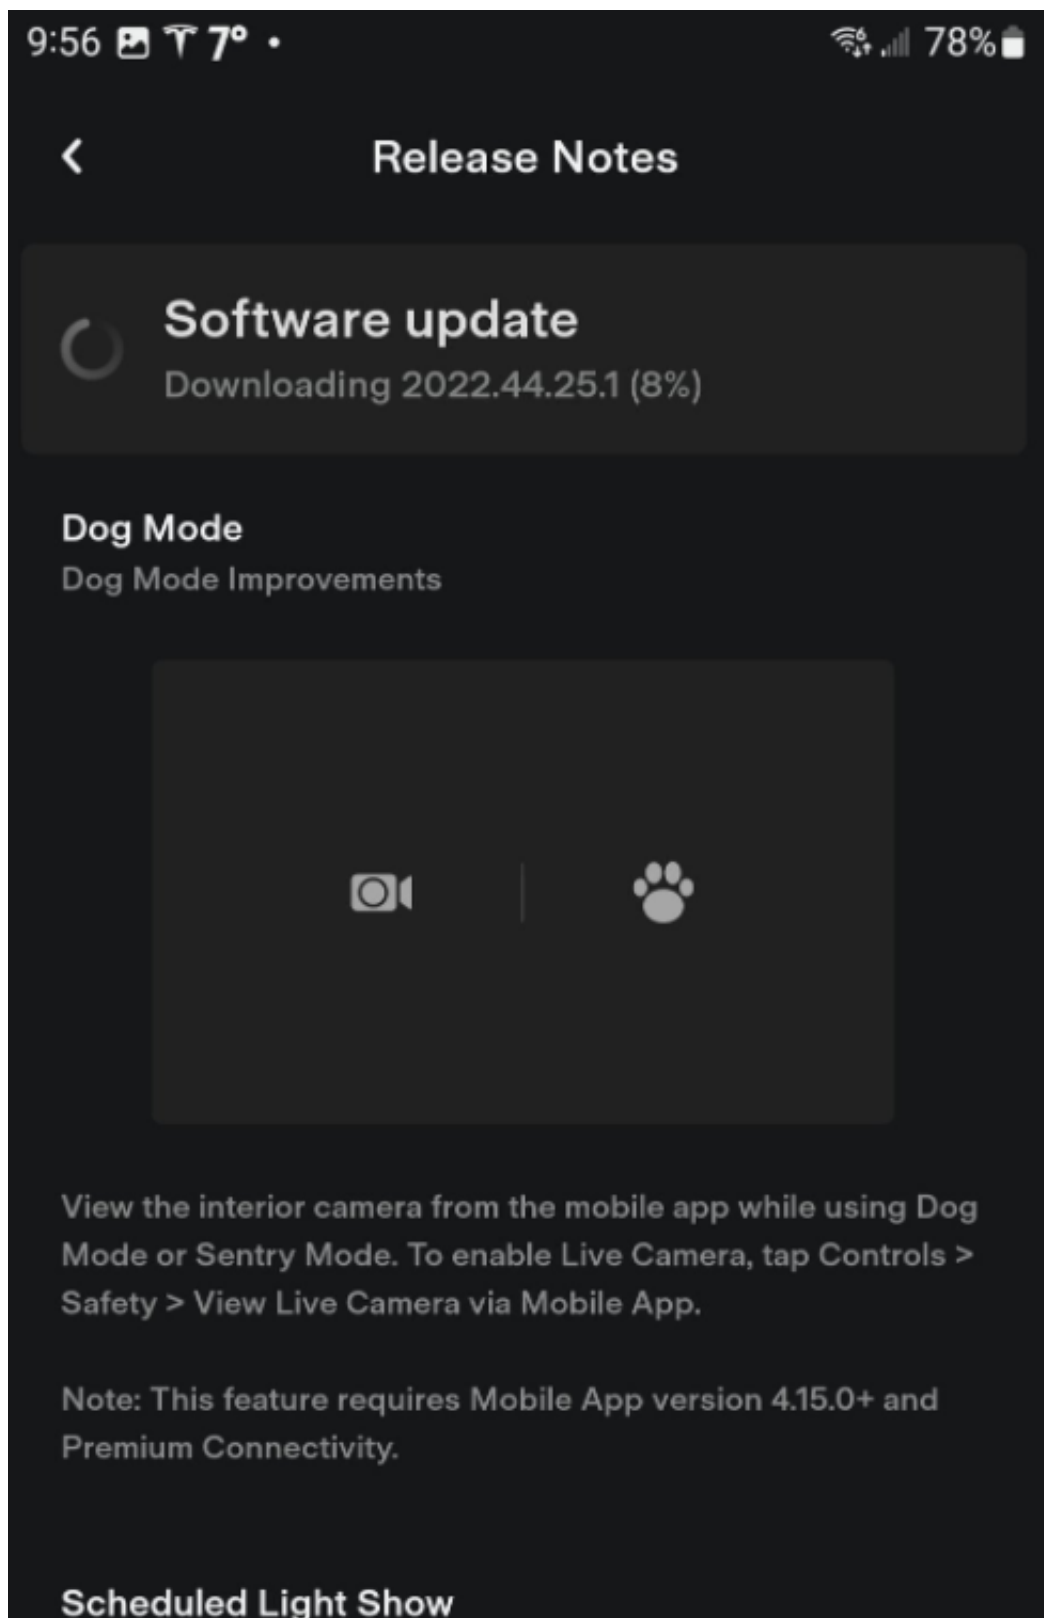 9:56 7° • 78%
Release Notes
Software update
Downloading 2022.44.25.1 (8%)
Dog Mode
Dog Mode Improvements
View the interior camera from the mobile app while using Dog
Mode or Sentry Mode. To enable Live Camera, tap Controls >
Safety > View Live Camera via Mobile App.
Note: This feature requires Mobile App version 4.15.0+ and
Premium Connectivity.
Scheduled Light Show